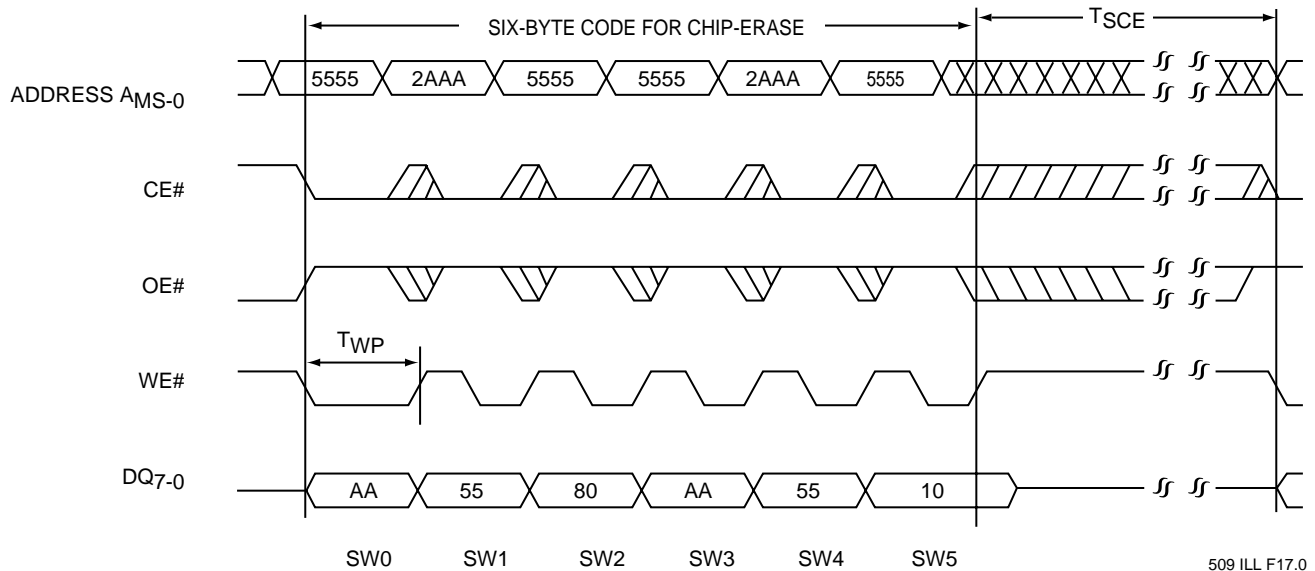 SIX-BYTE CODE FOR CHIP-ERASE
TSCE
ADDRESS AMS-0
5555 2AAA 5555 5555 2AAA 5555
CE#
OE#
TWP
WE#
DQ7-0
AA 55 80 AA 55 10
SW0 SW1 SW2 SW3 SW4 SW5
509 ILL F17.0